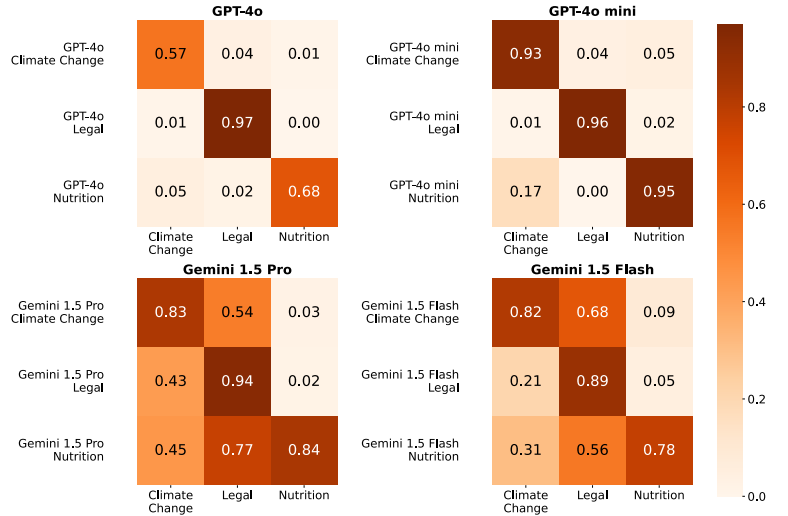 GPT-4o
GPT-4o mini
GPT-4o
Climate Change
0.57 0.04 0.01
GPT-4o mini
Climate Change
0.93 0.04 0.05
0.8
GPT-4o
Legal
0.01 0.97 0.00
GPT-4o mini
Legal
0.01 0.96 0.02
0.6
GPT-4o
Nutrition
0.05 0.02 0.68
GPT-4o mini
Nutrition
0.17 0.00 0.95
Climate
Change
Legal
Nutrition
Climate
Change
Legal
Nutrition
Gemini 1.5 Pro
Gemini 1.5 Flash
Gemini 1.5 Pro
Climate Change
0.83 0.54 0.03
Gemini 1.5 Flash
Climate Change
0.82 0.68 0.09
0.4
Gemini 1.5 Pro
Legal
0.43 0.94 0.02
Gemini 1.5 Flash
Legal
0.21 0.89 0.05
0.2
Gemini 1.5 Pro
Nutrition
0.45 0.77 0.84
Gemini 1.5 Flash
Nutrition
0.31 0.56 0.78
0.0
Climate
Change
Legal
Nutrition
Climate
Change
Legal
Nutrition